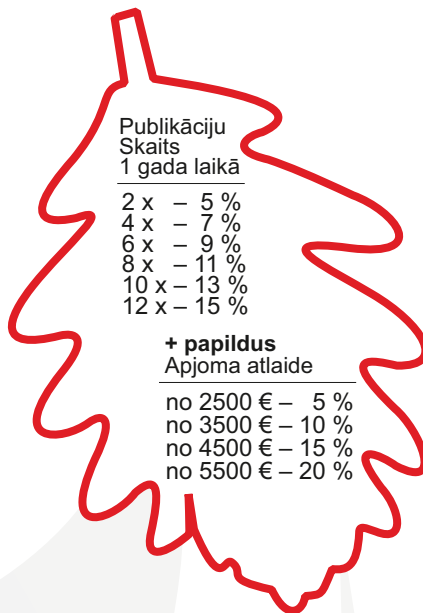 Publikāciju
Skaits
1 gada laikā
2 x – 5 %
4 x – 7 %
6 x – 9 %
8 x – 11 %
10 x – 13 %
12 x – 15 %
+ papildus
Apjoma atlaide
no 2500 € – 5 %
no 3500 € – 10 %
no 4500 € – 15 %
no 5500 € – 20 %